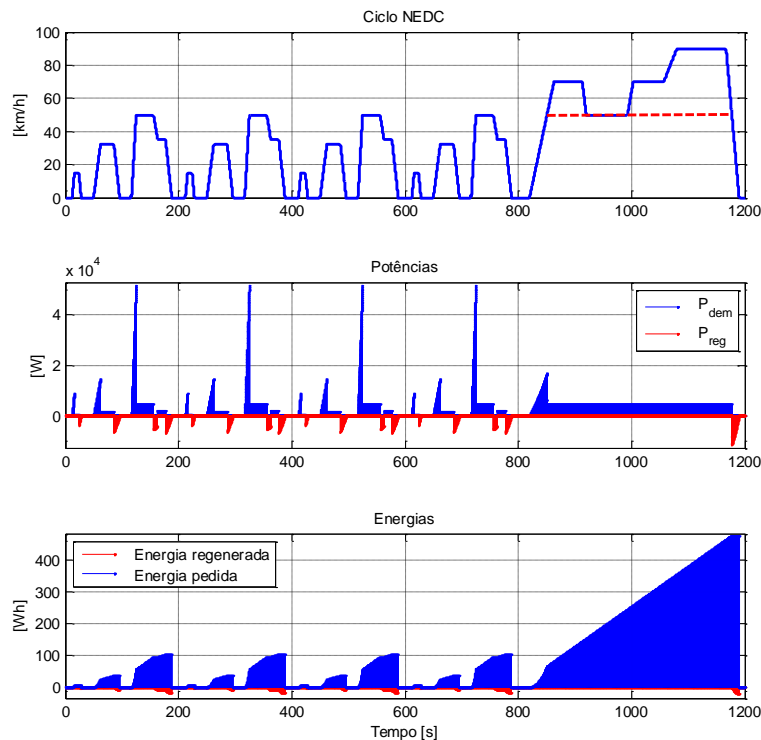 Ciclo NEDC
100
80
60
40
20
0
[km/h]
0 200 400 600 800 1000 1200
x 10^4
Potências
4
2
0
[W]
P_dem
P_reg
0 200 400 600 800 1000 1200
Energias
400
300
200
100
0
[Wh]
Energia regenerada
Energia pedida
0 200 400 600 800 1000 1200
Tempo [s]